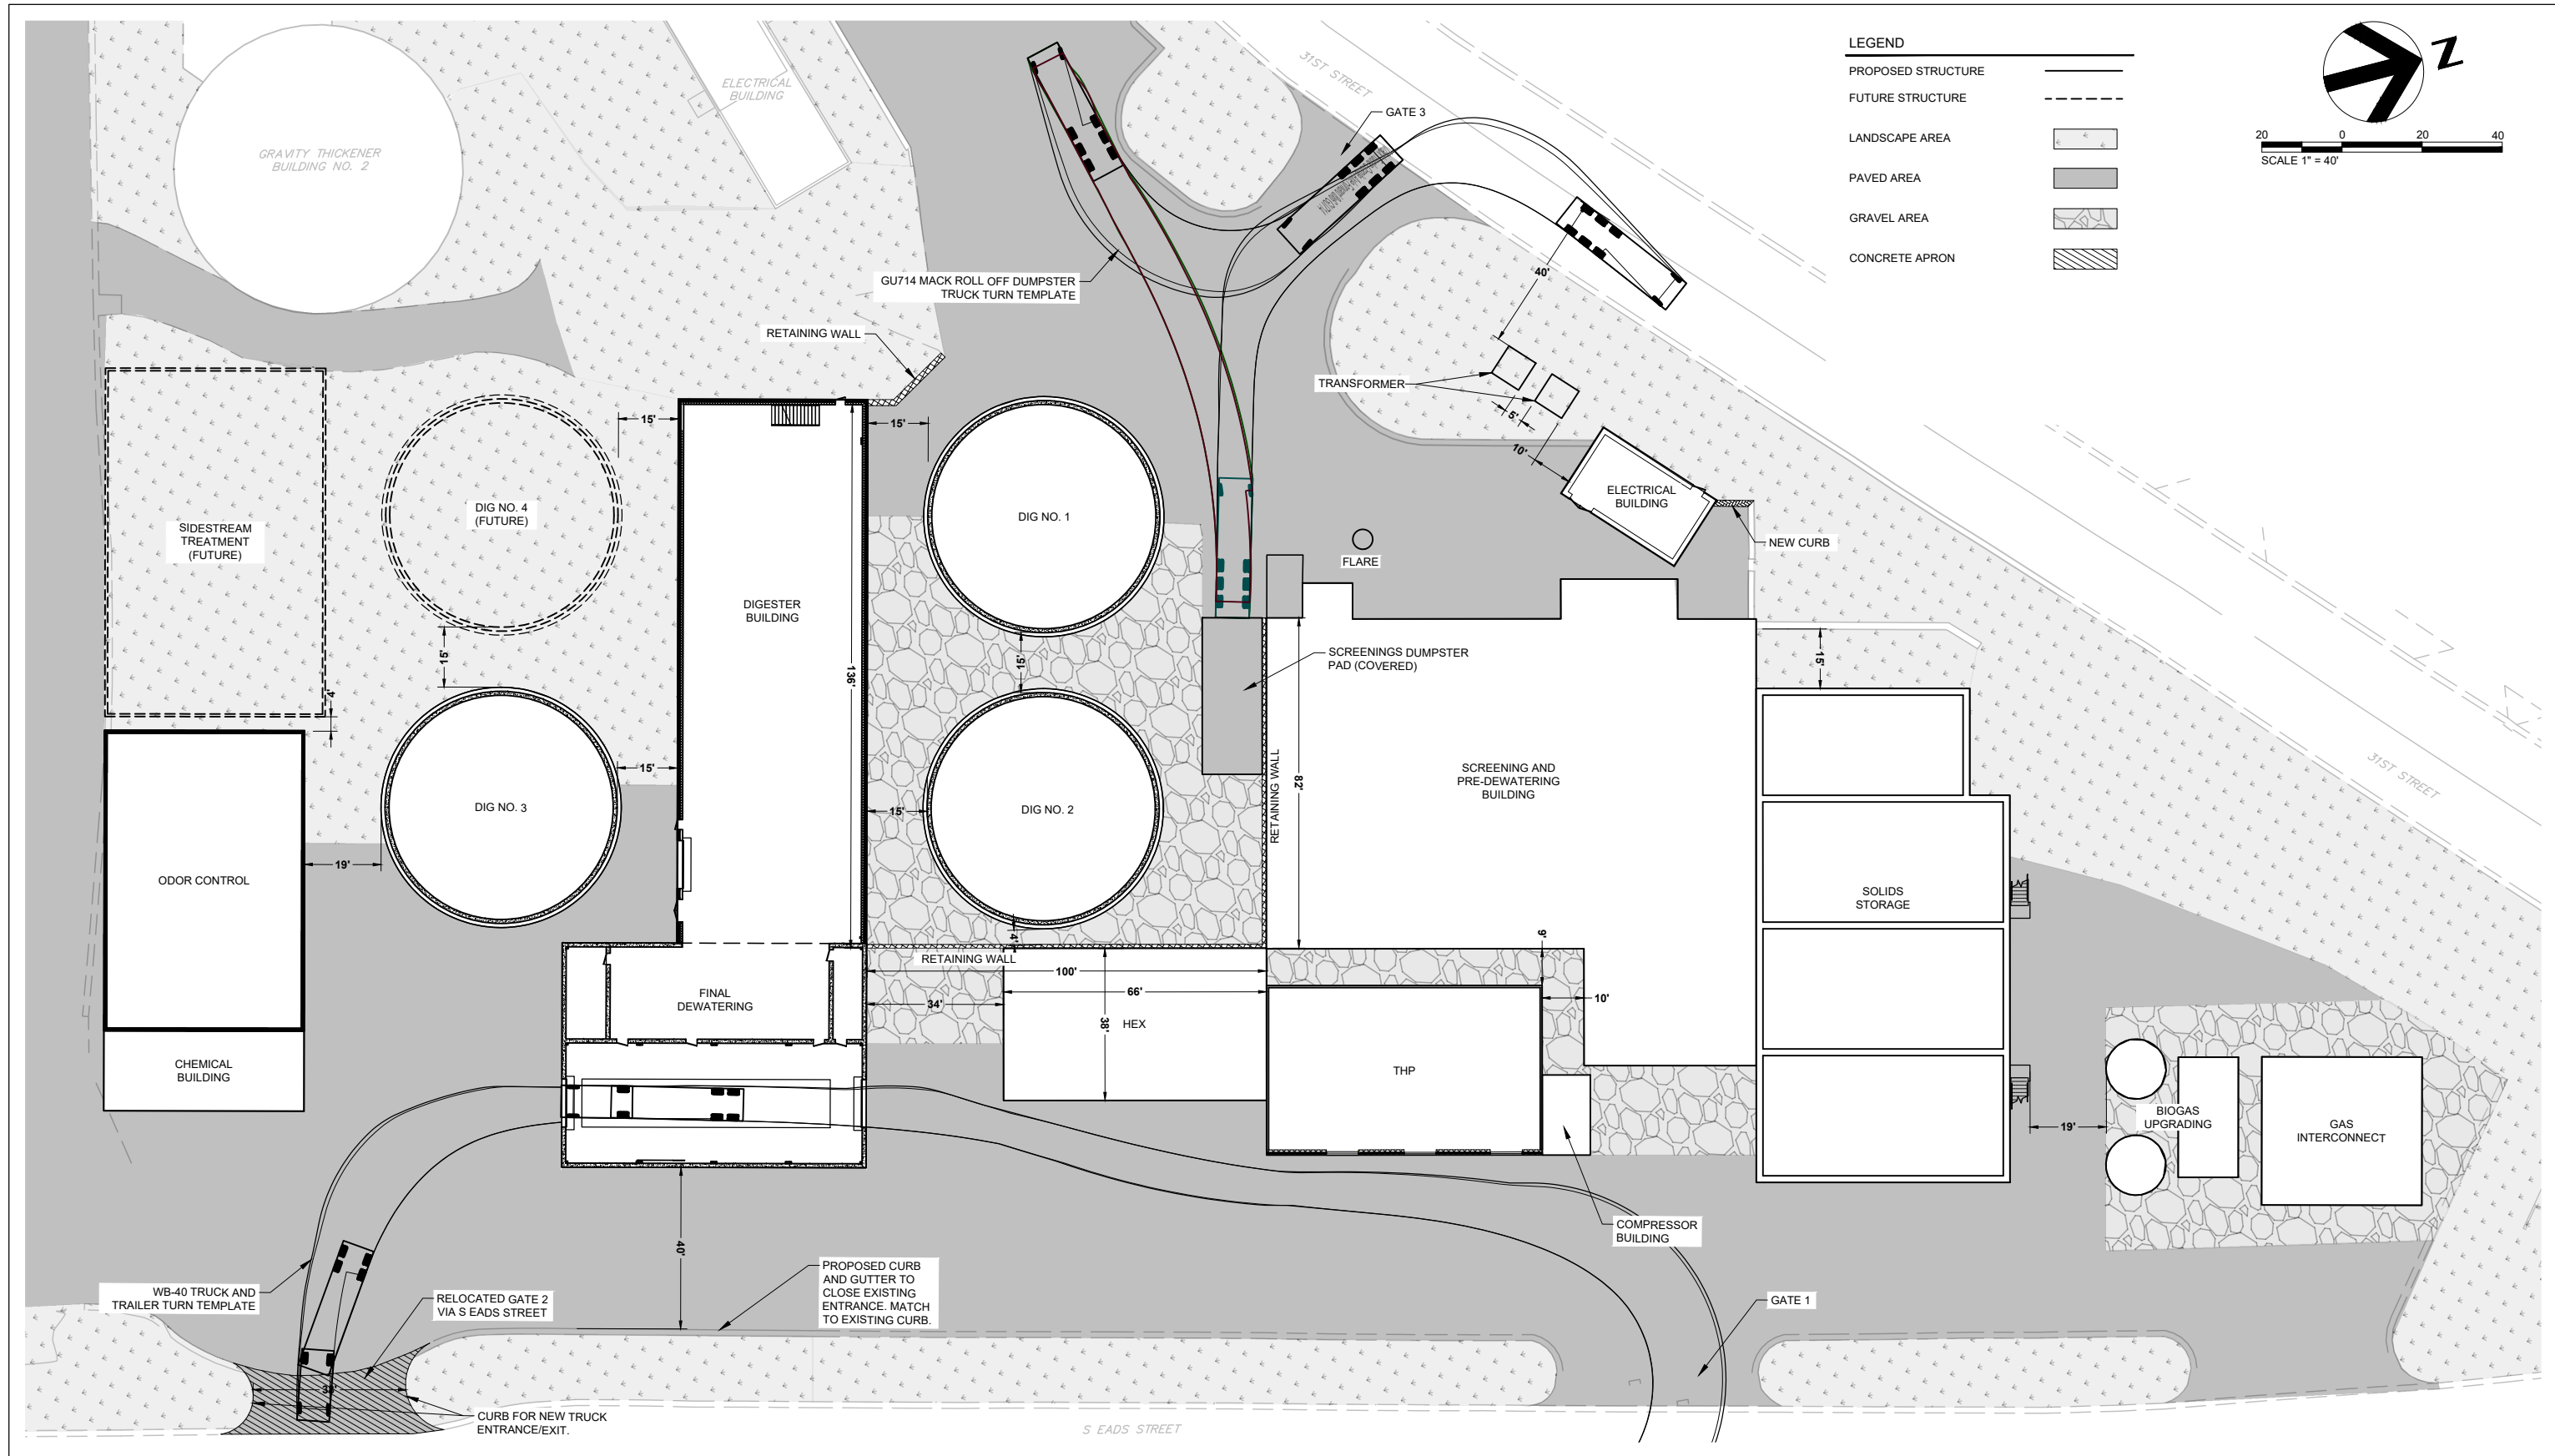 ELECTRICAL
BUILDING
GRAVITY THICKENER
BUILDING NO. 2
31ST STREET
GATE 3
LEGEND
PROPOSED STRUCTURE
FUTURE STRUCTURE
LANDSCAPE AREA
PAVED AREA
GRAVEL AREA
CONCRETE APRON
Z
20 0 20 40
SCALE 1" = 40'
GU714 MACK ROLL OFF DUMPSTER
TRUCK TURN TEMPLATE
RETAINING WALL
40'
TRANSFORMER
5'
10'
15'
15'
ELECTRICAL
BUILDING
NEW CURB
FLARE
SIDESTREAM
TREATMENT
(FUTURE)
DIG NO. 4
(FUTURE)
DIGESTER
BUILDING
136'
DIG NO. 1
15'
15'
4'
SCREENINGS DUMPSTER
PAD (COVERED)
15'
RETAINING WALL
82'
SCREENING AND
PRE-DEWATERING
BUILDING
31ST STREET
DIG NO. 3
15'
15'
DIG NO. 2
19'
ODOR CONTROL
SOLIDS
STORAGE
4'
RETAINING WALL
100'
66'
34'
38'
HEX
9'
10'
FINAL
DEWATERING
CHEMICAL
BUILDING
THP
19'
BIOGAS
UPGRADING
GAS
INTERCONNECT
COMPRESSOR
BUILDING
40'
PROPOSED CURB
AND GUTTER TO
CLOSE EXISTING
ENTRANCE. MATCH
TO EXISTING CURB.
WB-40 TRUCK AND
TRAILER TURN TEMPLATE
RELOCATED GATE 2
VIA S EADS STREET
GATE 1
CURB FOR NEW TRUCK
ENTRANCE/EXIT.
S EADS STREET